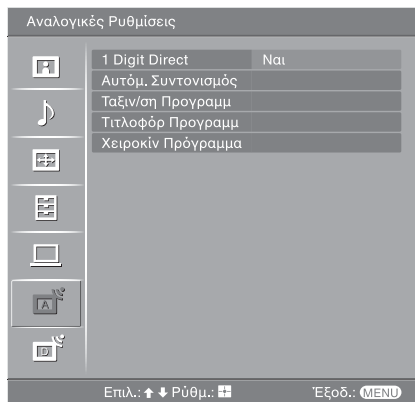 Αναλογικές Ρυθμίσεις
1 Digit Direct Ναι
Αυτόμ. Συντονισμός
Ταξιν/ση Προγραμμ
Τιτλοφόρ Προγραμμ
Χειροκίν Πρόγραμμα
A
D
Επιλ.: Ρύθμ.: Έξοδ.: MENU